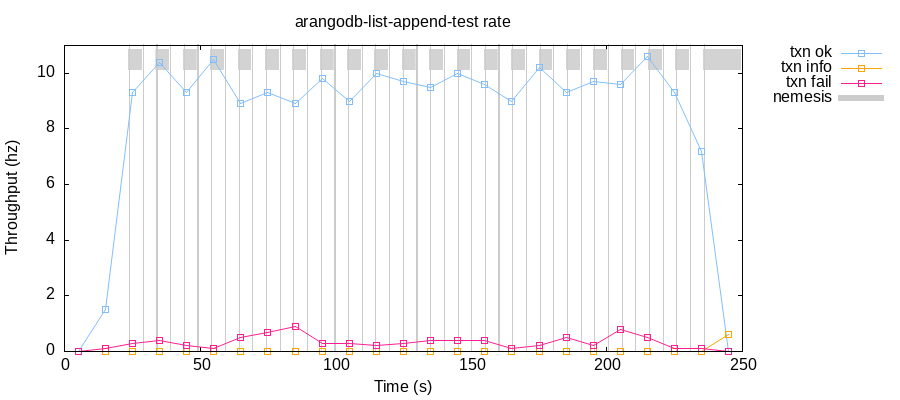 arangodb-list-append-test rate
txn ok
txn info
txn fail
nemesis
10
8
6
4
2
0
Throughput (hz)
0 50 100 150 200 250
Time (s)